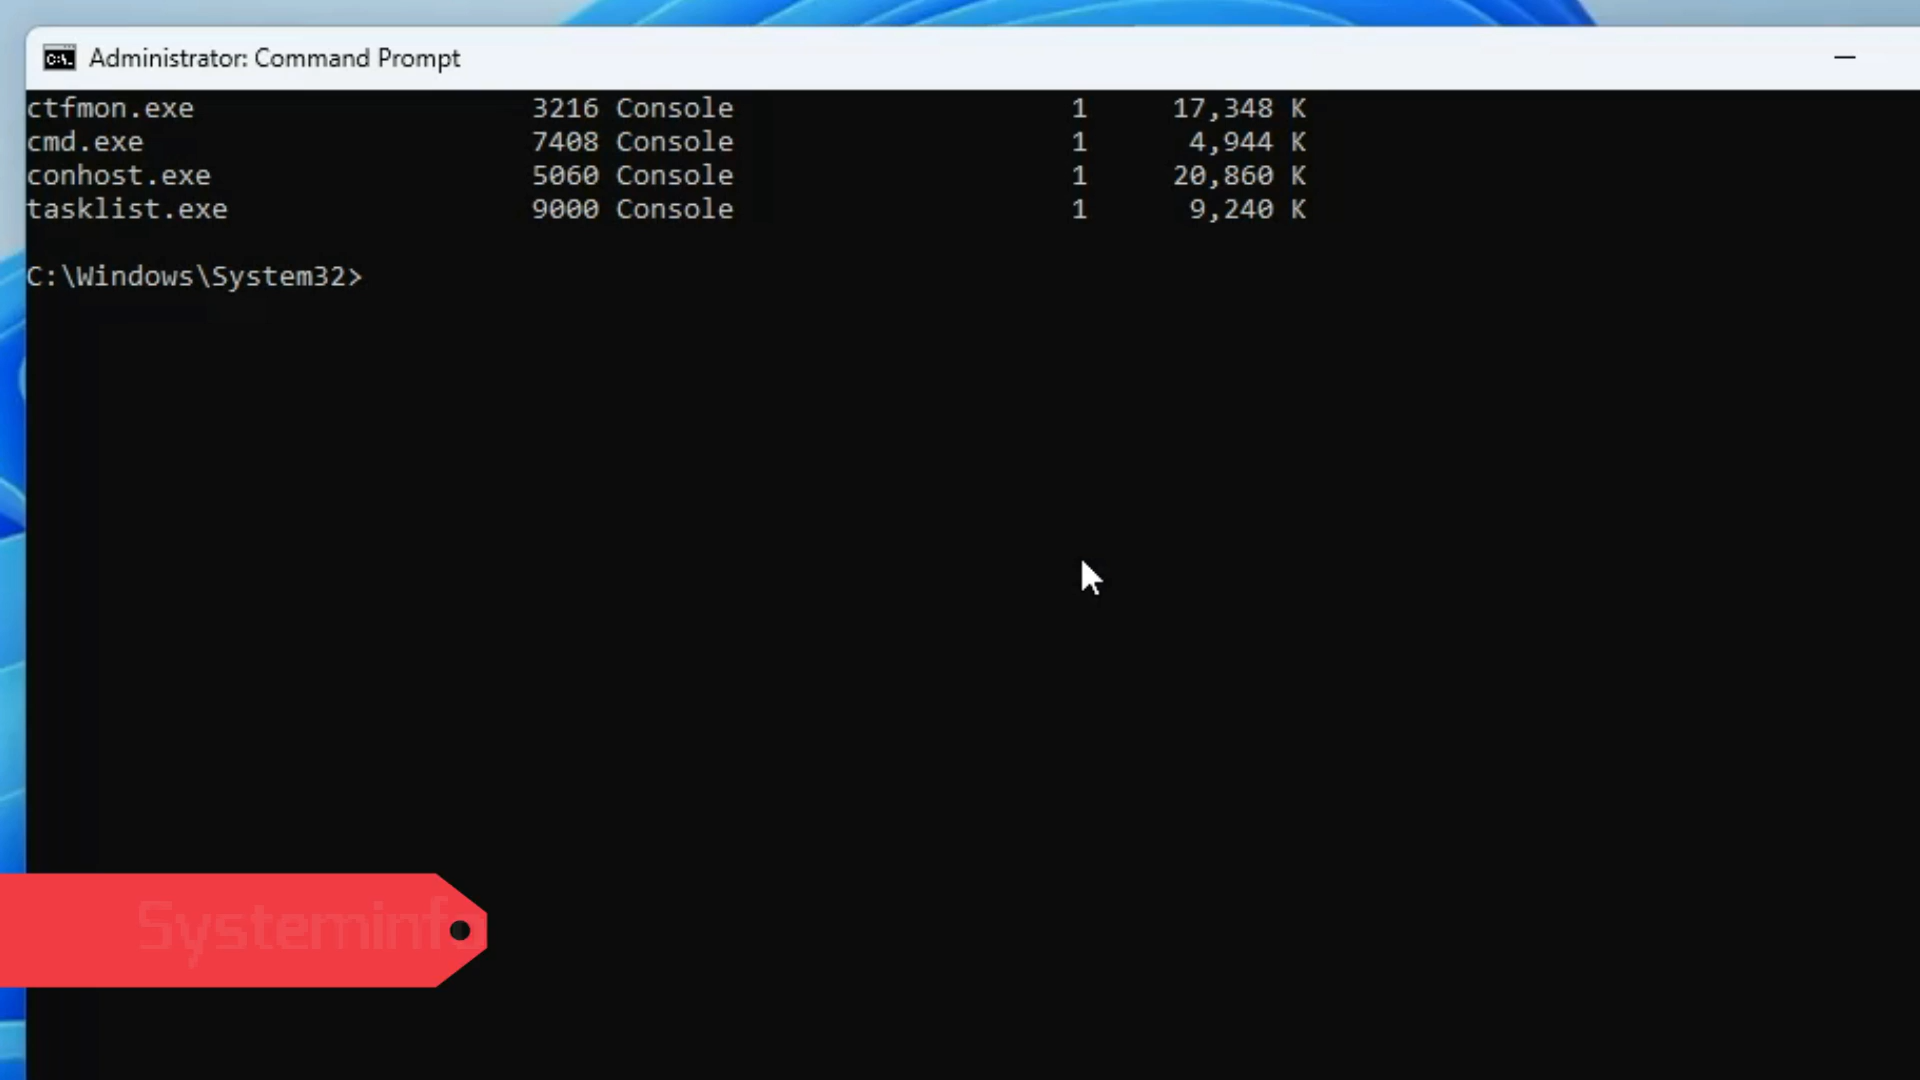 Administrator: Command Prompt
ctfmon.exe 3216 Console 1 17,348 K
cmd.exe 7408 Console 1 4,944 K
conhost.exe 5060 Console 1 20,860 K
tasklist.exe 9000 Console 1 9,240 K
C:\Windows\System32>
Systeminfo